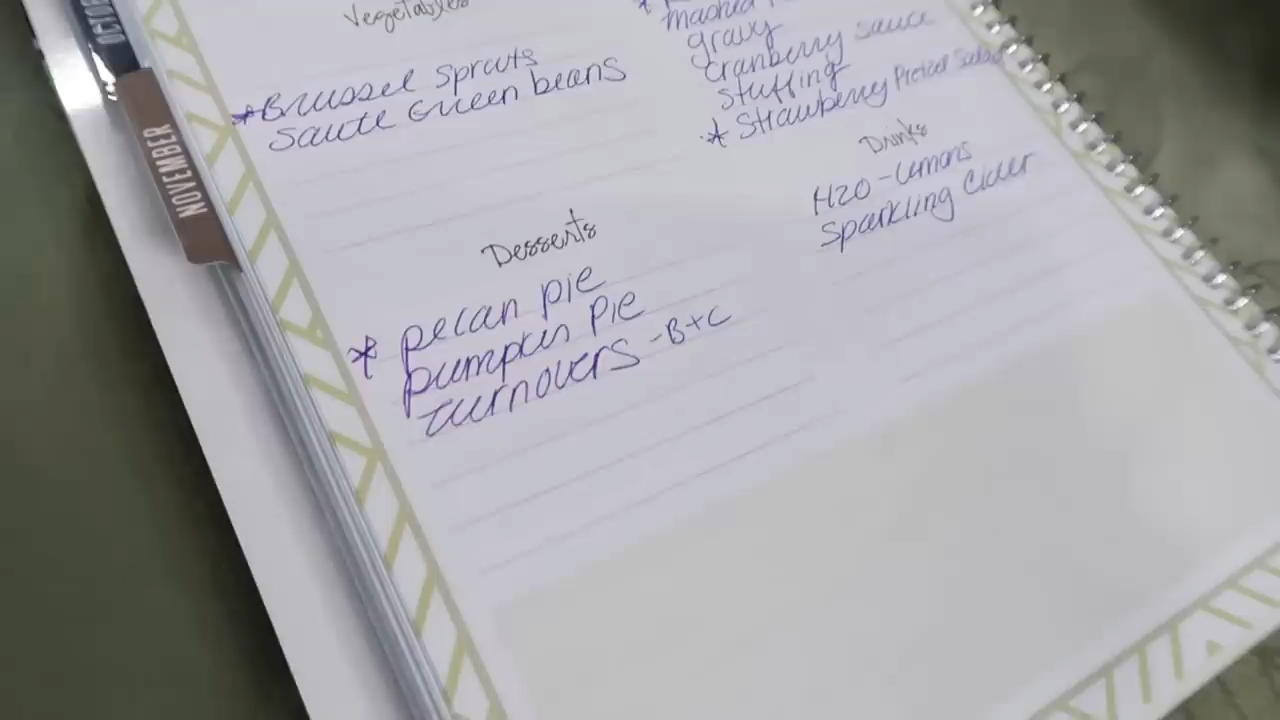 OCTO
NOVEMBER
Vegetables
*Brussel sprouts
saute Green beans
*
mashed
gravy
cranberry sauce
stuffing
* Strawberry Pretzel Salad
Drinks
H2O - Lemons
Sparkling Cider
Desserts
* pecan pie
pumpkin Pie
Turnovers - B+C